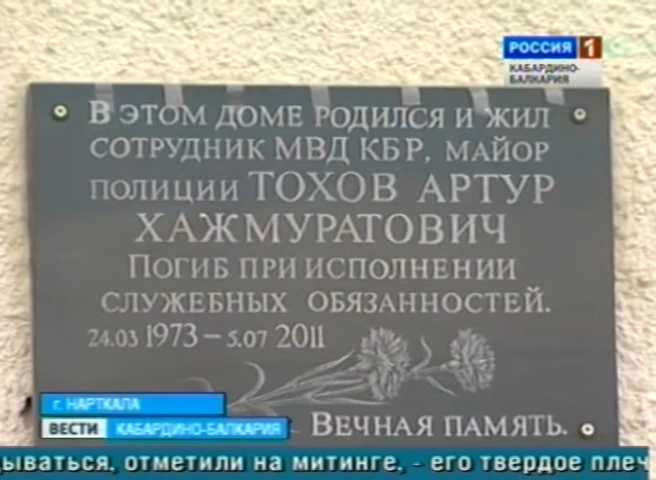 РОССИЯ 1
КАБАРДИНО-
БАЛКАРИЯ
В ЭТОМ ДОМЕ РОДИЛСЯ И ЖИЛ
СОТРУДНИК МВД КБР, МАЙОР
ПОЛИЦИИ ТОХОВ АРТУР
ХАЖМУРАТОВИЧ
ПОГИБ ПРИ ИСПОЛНЕНИИ
СЛУЖЕБНЫХ ОБЯЗАННОСТЕЙ.
24.03 1973 – 5.07 2011
ВЕЧНАЯ ПАМЯТЬ.
г. НАРТКАЛА
ВЕСТИ КАБАРДИНО-БАЛКАРИЯ
дываться, отметили на митинге, - его твердое плеч